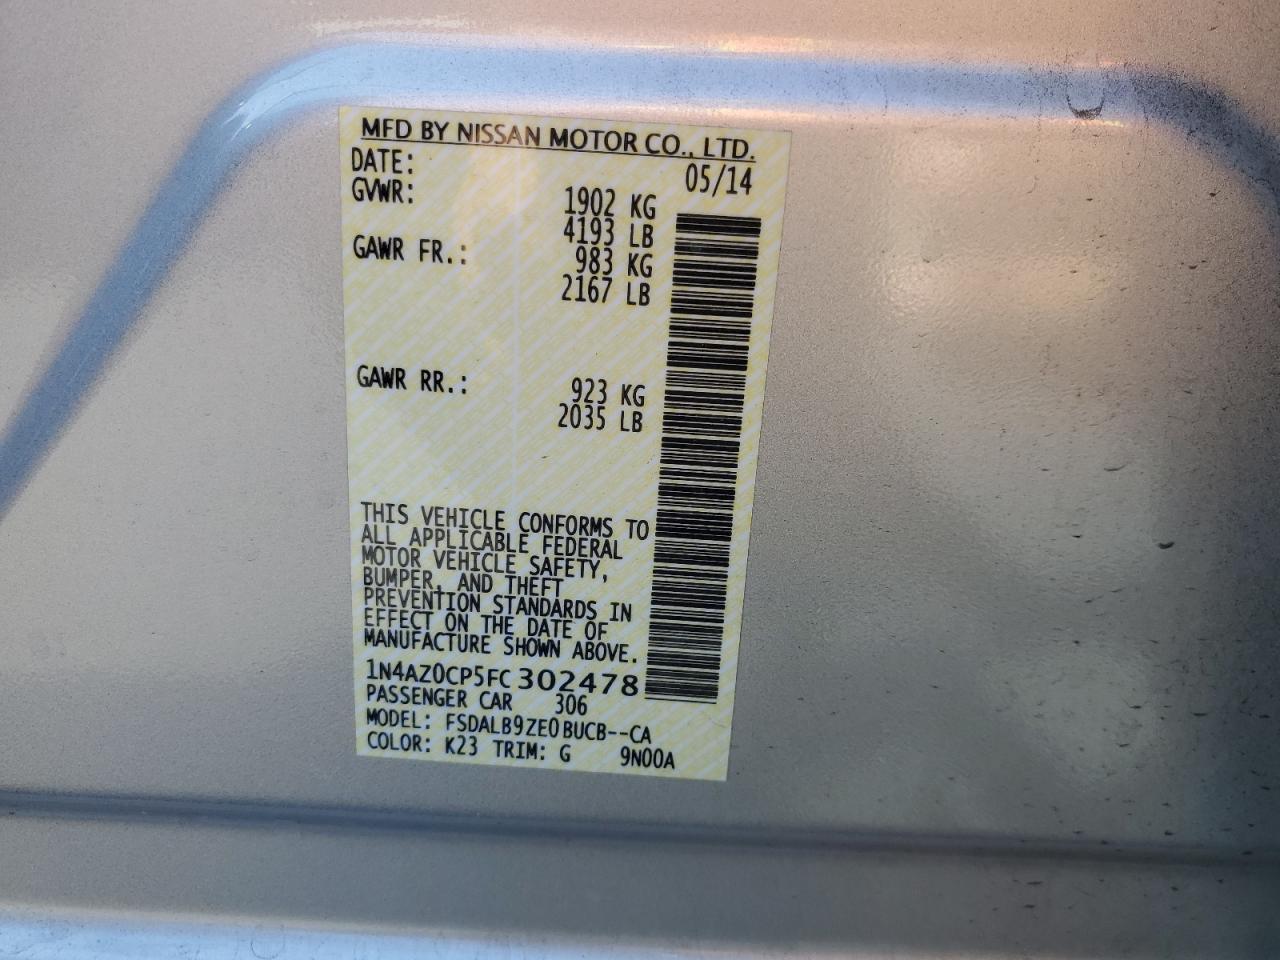 MFD BY NISSAN MOTOR CO., LTD.
DATE: 05/14
GVWR: 1902 KG
4193 LB
GAWR FR.: 983 KG
2167 LB
GAWR RR.: 923 KG
2035 LB
THIS VEHICLE CONFORMS TO
ALL APPLICABLE FEDERAL
MOTOR VEHICLE SAFETY,
BUMPER, AND THEFT
PREVENTION STANDARDS IN
EFFECT ON THE DATE OF
MANUFACTURE SHOWN ABOVE.
1N4AZ0CP5FC302478
PASSENGER CAR 306
MODEL: FSDALB9ZE0BUCB--CA
COLOR: K23 TRIM: G 9N00A